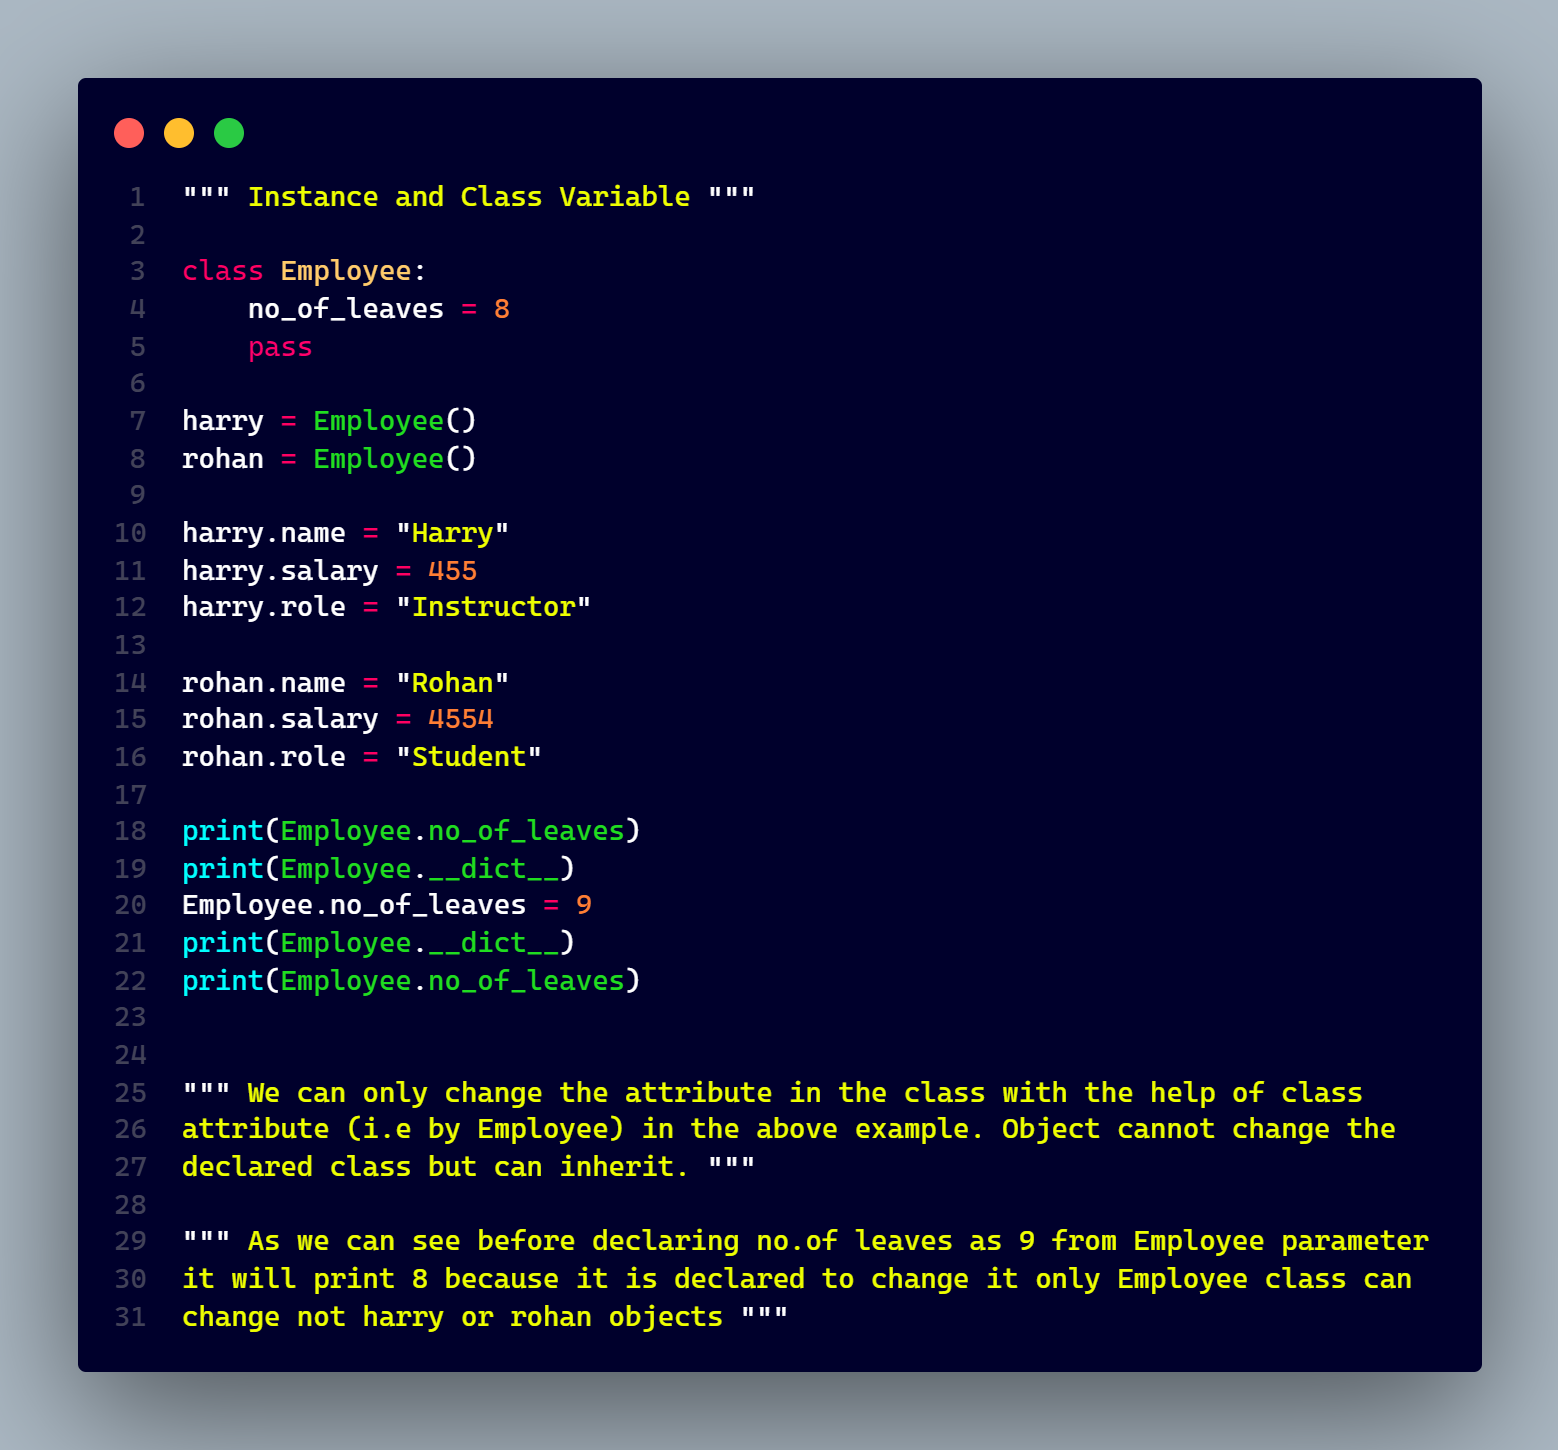 1 """ Instance and Class Variable """
2
3 class Employee:
4     no_of_leaves = 8
5     pass
6
7 harry = Employee()
8 rohan = Employee()
9
10 harry.name = "Harry"
11 harry.salary = 455
12 harry.role = "Instructor"
13
14 rohan.name = "Rohan"
15 rohan.salary = 4554
16 rohan.role = "Student"
17
18 print(Employee.no_of_leaves)
19 print(Employee.__dict__)
20 Employee.no_of_leaves = 9
21 print(Employee.__dict__)
22 print(Employee.no_of_leaves)
23
24
25 """ We can only change the attribute in the class with the help of class
26 attribute (i.e by Employee) in the above example. Object cannot change the
27 declared class but can inherit. """
28
29 """ As we can see before declaring no.of leaves as 9 from Employee parameter
30 it will print 8 because it is declared to change it only Employee class can
31 change not harry or rohan objects """